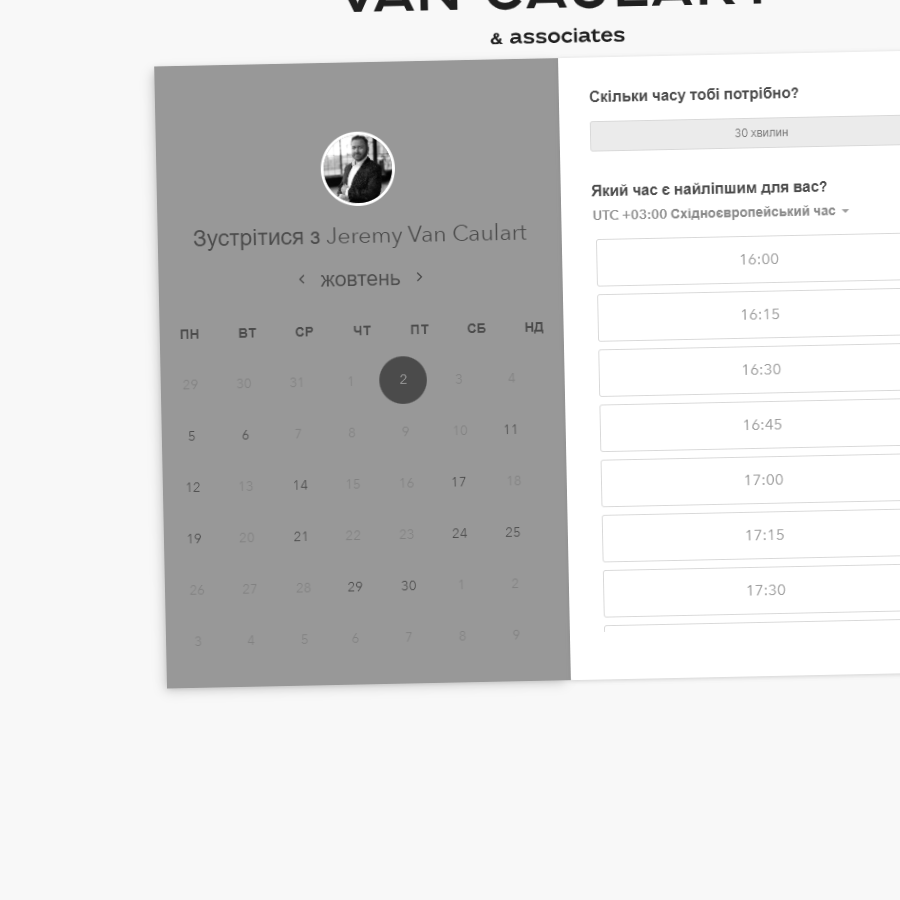 VAN CAULART
& associates
Зустрітися з Jeremy Van Caulart
‹ жовтень ›
ПН ВТ СР ЧТ ПТ СБ НД
29 30 31 1 2 3 4
5 6 7 8 9 10 11
12 13 14 15 16 17 18
19 20 21 22 23 24 25
26 27 28 29 30 1 2
3 4 5 6 7 8 9
Скільки часу тобі потрібно?
30 хвилин
Який час є найліпшим для вас?
UTC +03:00 Східноєвропейський час
16:00
16:15
16:30
16:45
17:00
17:15
17:30